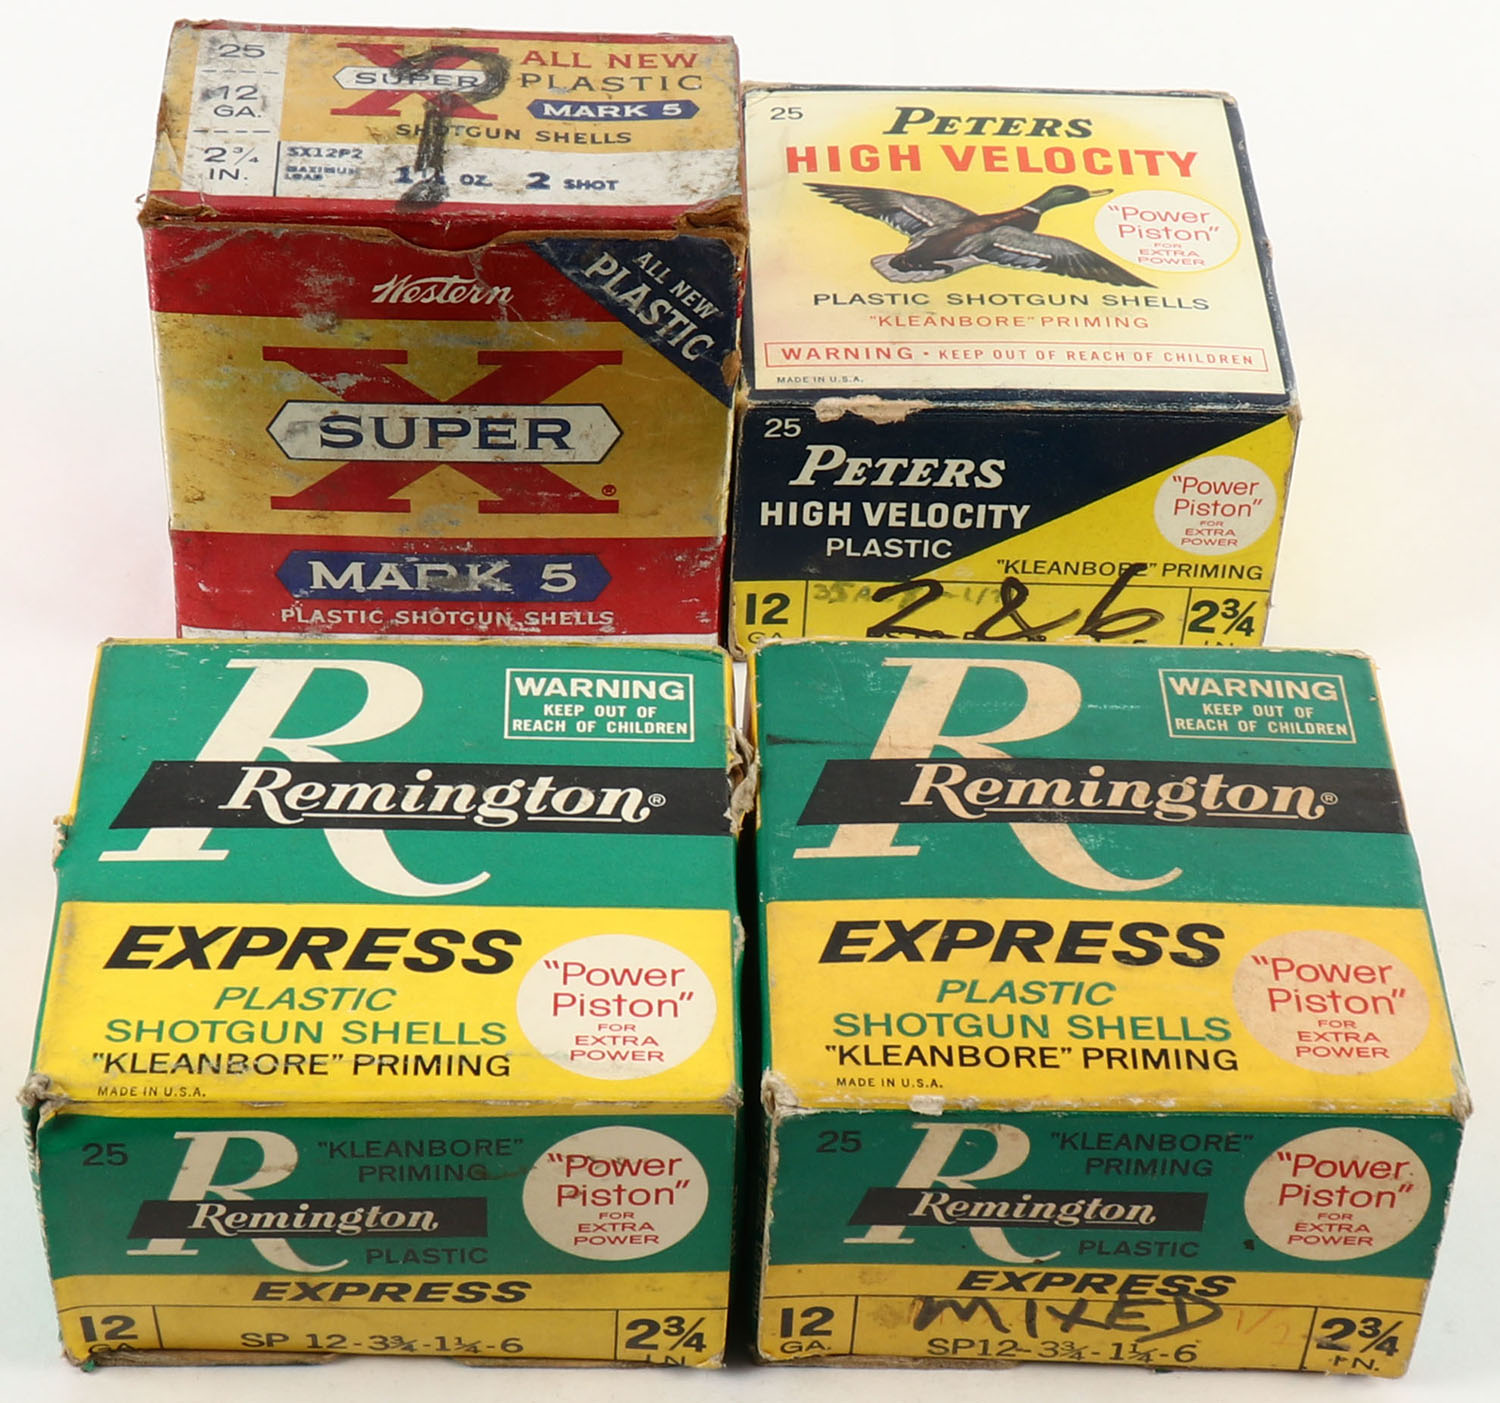 25
12
GA.
2¾
IN.
X
SUPER
ALL NEW
PLASTIC
MARK 5
SHOTGUN SHELLS
SX12P2
MAXIMUM
LOAD
OZ. 2 SHOT
Western
ALL NEW
PLASTIC
X
SUPER
®
MARK 5
PLASTIC SHOTGUN SHELLS
25
PETERS
HIGH VELOCITY
"Power
Piston"
FOR
EXTRA
POWER
PLASTIC SHOTGUN SHELLS
"KLEANBORE" PRIMING
WARNING - KEEP OUT OF REACH OF CHILDREN
MADE IN U.S.A.
25
PETERS
HIGH VELOCITY
PLASTIC
"Power
Piston"
FOR
EXTRA
POWER
"KLEANBORE" PRIMING
12
GA
2 & 6
2¾
IN
R
WARNING
KEEP OUT OF
REACH OF CHILDREN
Remington®
EXPRESS
PLASTIC
SHOTGUN SHELLS
"KLEANBORE" PRIMING
MADE IN U.S.A.
"Power
Piston"
FOR
EXTRA
POWER
25
R
"KLEANBORE"
PRIMING
Remington
PLASTIC
"Power
Piston"
FOR
EXTRA
POWER
EXPRESS
12
GA
SP 12-3¾-1¼-6
2¾
IN.
R
WARNING
KEEP OUT OF
REACH OF CHILDREN
Remington®
EXPRESS
PLASTIC
SHOTGUN SHELLS
"KLEANBORE" PRIMING
MADE IN U.S.A.
"Power
Piston"
FOR
EXTRA
POWER
25
R
"KLEANBORE"
PRIMING
Remington
PLASTIC
"Power
Piston"
FOR
EXTRA
POWER
EXPRESS
MIXED
12
GA.
SP12-3¾-1¼-6
2¾
IN.